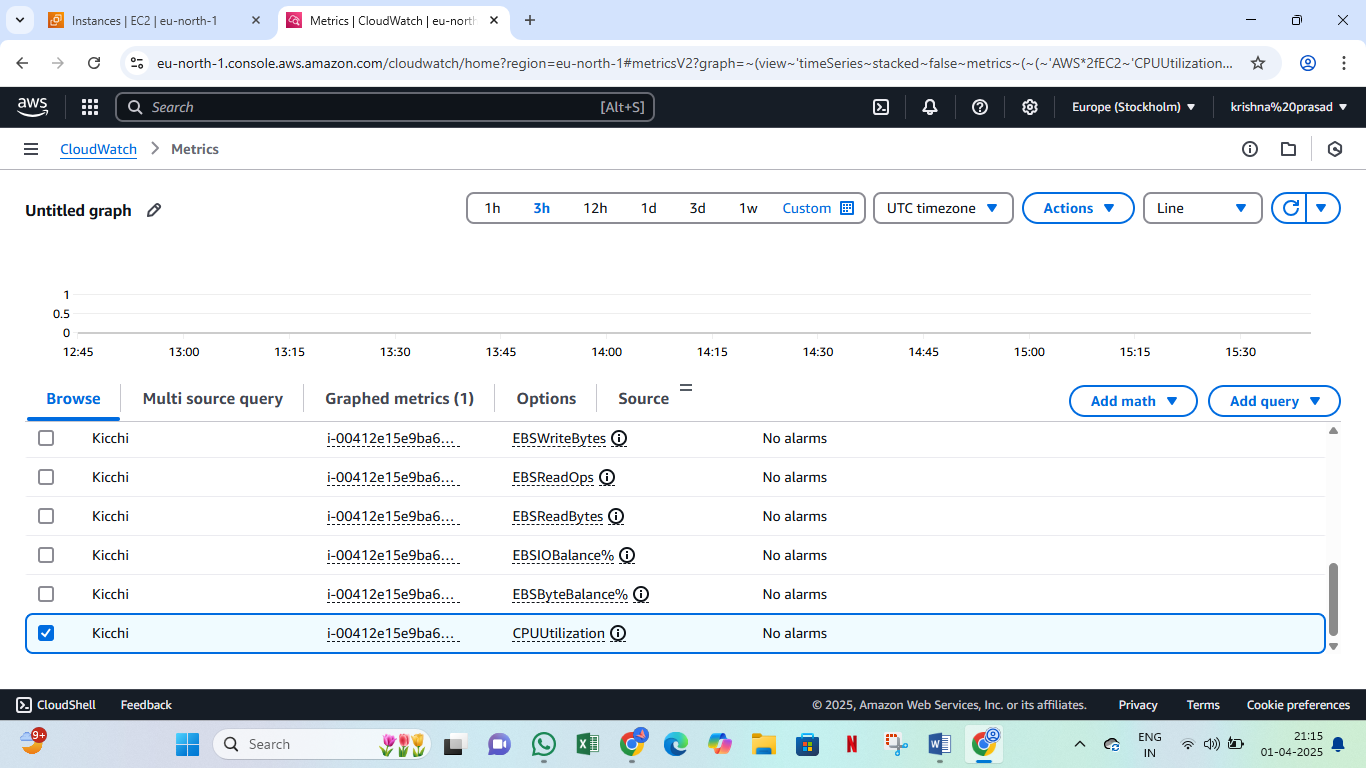 Instances | EC2 | eu-north-1
Metrics | CloudWatch | eu-nort
eu-north-1.console.aws.amazon.com/cloudwatch/home?region=eu-north-1#metricsV2?graph=~(view~'timeSeries~stacked~false~metrics~(~(~'AWS*2fEC2~'CPUUtilization...
aws Search [Alt+S] Europe (Stockholm) krishna%20prasad
CloudWatch > Metrics
Untitled graph 1h 3h 12h 1d 3d 1w Custom UTC timezone Actions Line
1
0.5
0
12:45 13:00 13:15 13:30 13:45 14:00 14:15 14:30 14:45 15:00 15:15 15:30
Browse Multi source query Graphed metrics (1) Options Source Add math Add query
Kicchi i-00412e15e9ba6... EBSWriteBytes No alarms
Kicchi i-00412e15e9ba6... EBSReadOps No alarms
Kicchi i-00412e15e9ba6... EBSReadBytes No alarms
Kicchi i-00412e15e9ba6... EBSIOBalance% No alarms
Kicchi i-00412e15e9ba6... EBSByteBalance% No alarms
Kicchi i-00412e15e9ba6... CPUUtilization No alarms
CloudShell Feedback © 2025, Amazon Web Services, Inc. or its affiliates. Privacy Terms Cookie preferences
9+ Search ENG 21:15
IN 01-04-2025